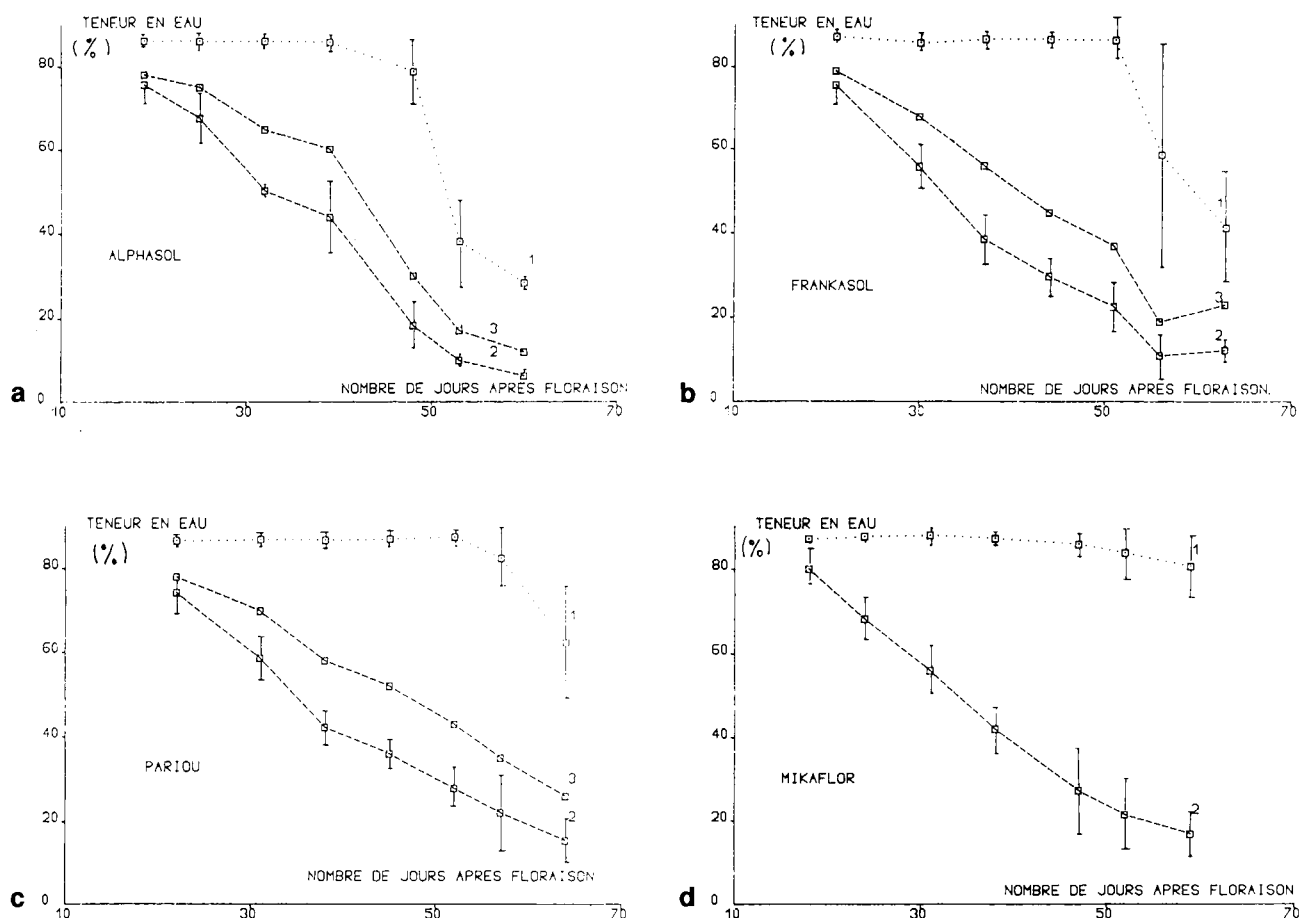 TENEUR EN EAU
(%)
80
60
40
20
0
ALPHASOL
1
3
2
NOMBRE DE JOURS APRES FLORAISON
10 30 50 70
a
TENEUR EN EAU
(%)
80
60
40
20
0
FRANKASOL
1
3
2
NOMBRE DE JOURS APRES FLORAISON.
10 30 50 70
b
TENEUR EN EAU
(%)
80
60
40
20
0
PARIOU
1
3
2
NOMBRE DE JOURS APRES FLORAISON
10 30 50 70
c
TENEUR EN EAU
(%)
80
60
40
20
0
MIKAFLOR
1
2
NOMBRE DE JOURS APRES FLORAISON
10 30 50 70
d